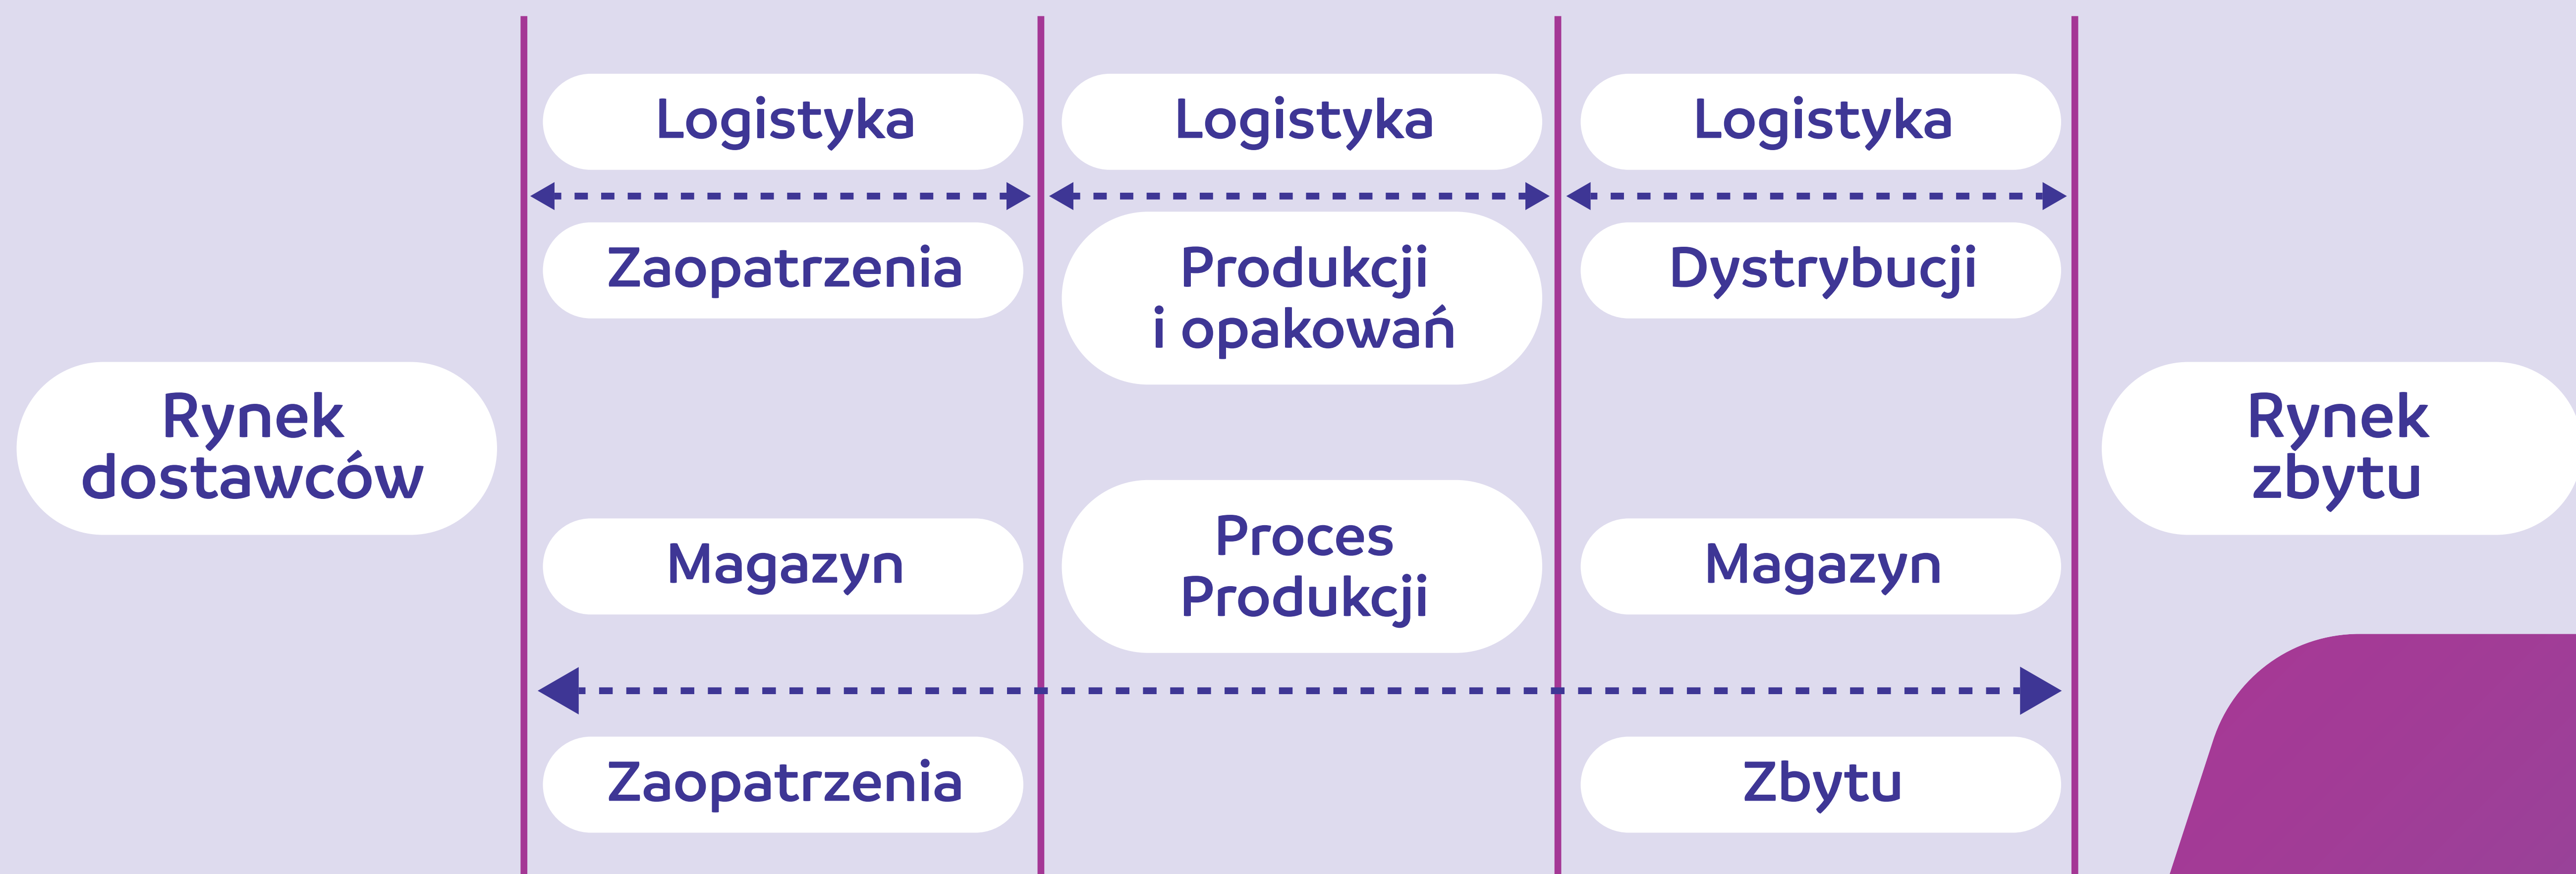 Rynek
dostawców
Logistyka
Zaopatrzenia
Magazyn
Zaopatrzenia
Logistyka
Produkcji
i opakowań
Proces
Produkcji
Logistyka
Dystrybucji
Magazyn
Zbytu
Rynek
zbytu